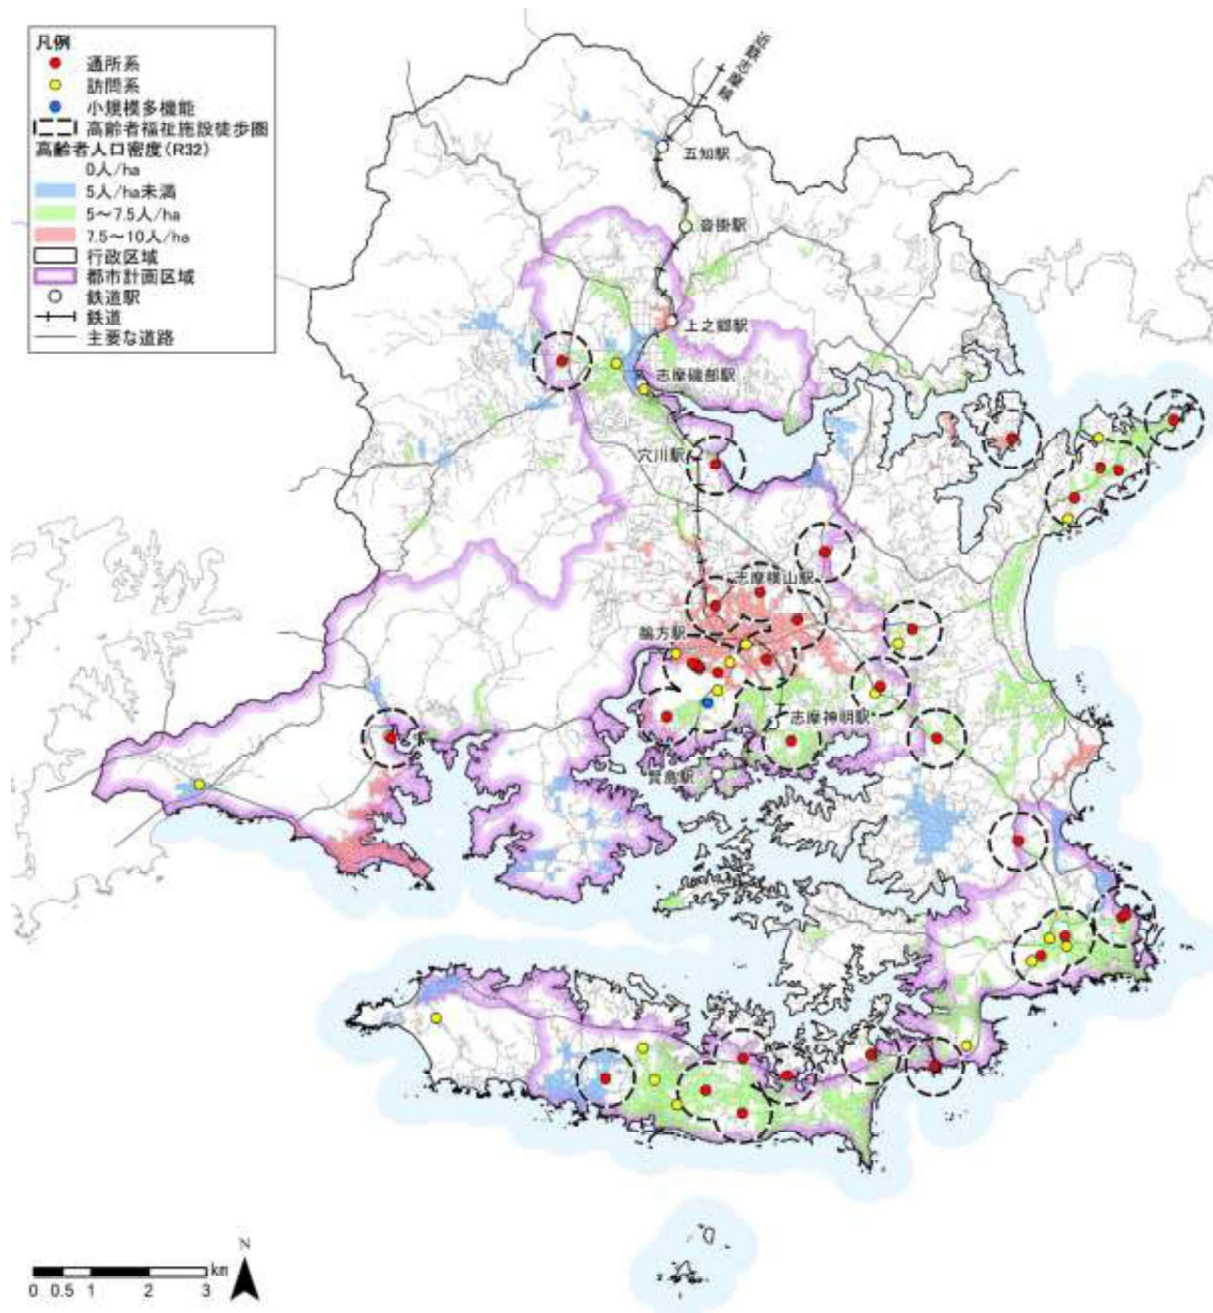 凡例
通所系
訪問系
小規模多機能
高齢者福祉施設徒歩圏
高齢者人口密度(R32)
0人/ha
5人/ha未満
5~7.5人/ha
7.5~10人/ha
行政区域
都市計画区域
鉄道駅
鉄道
主要な道路
近鉄志摩線
五知駅
沓掛駅
上之郷駅
志摩磯部駅
穴川駅
志摩横山駅
鵜方駅
志摩神明駅
賢島駅
N
km
0 0.5 1 2 3